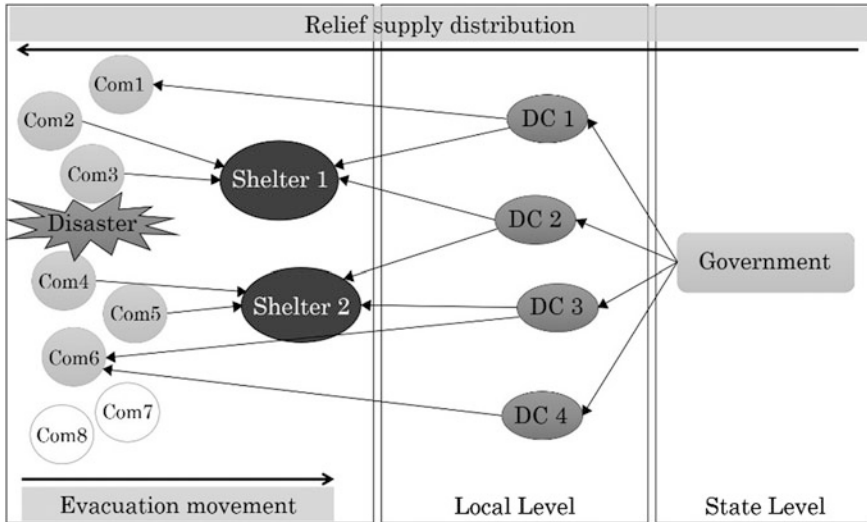 Relief supply distribution
Com1
Com2
Com3
Disaster
Com4
Com5
Com6
Com7
Com8
Shelter 1
Shelter 2
DC 1
DC 2
DC 3
DC 4
Government
Evacuation movement
Local Level
State Level